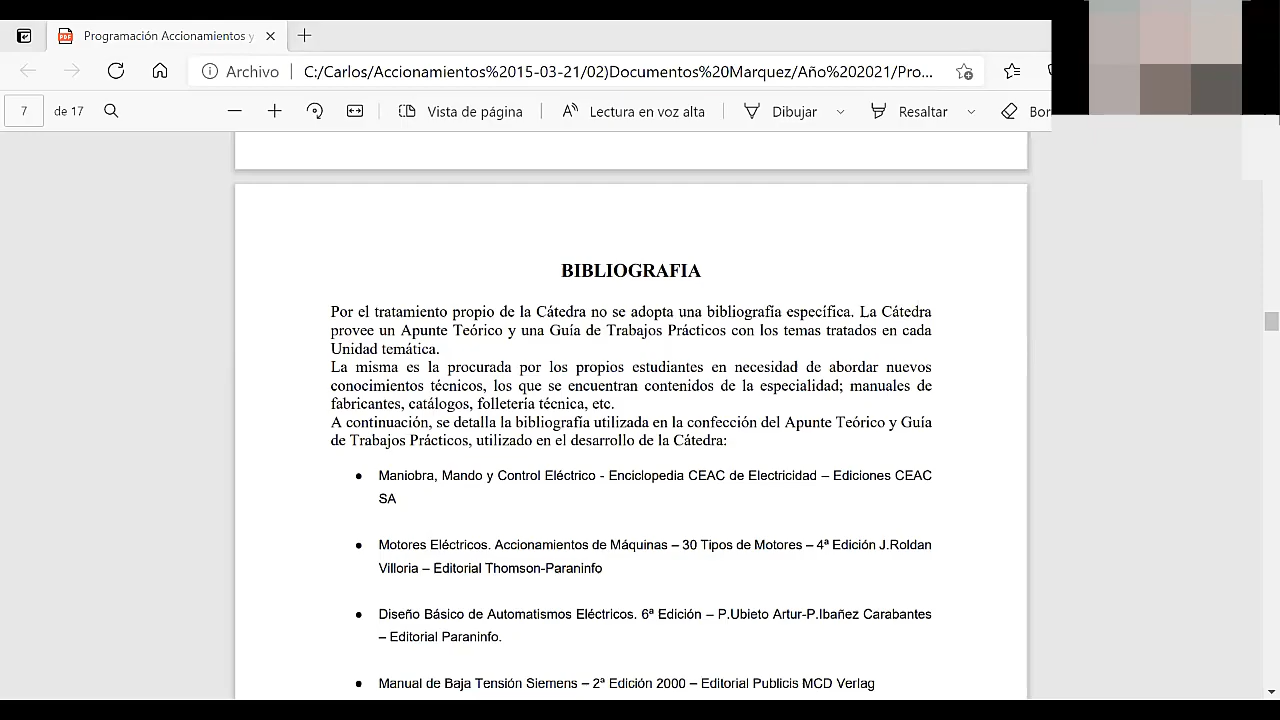 Programación Accionamientos y
Archivo
C:/Carlos/Accionamientos%2015-03-21/02)Documentos%20Marquez/Año%202021/Pro...
7 de 17
Vista de página
Lectura en voz alta
Dibujar
Resaltar
Bor
BIBLIOGRAFIA
Por el tratamiento propio de la Cátedra no se adopta una bibliografía específica. La Cátedra
provee un Apunte Teórico y una Guía de Trabajos Prácticos con los temas tratados en cada
Unidad temática.
La misma es la procurada por los propios estudiantes en necesidad de abordar nuevos
conocimientos técnicos, los que se encuentran contenidos de la especialidad; manuales de
fabricantes, catálogos, folletería técnica, etc.
A continuación, se detalla la bibliografía utilizada en la confección del Apunte Teórico y Guía
de Trabajos Prácticos, utilizado en el desarrollo de la Cátedra:
• Maniobra, Mando y Control Eléctrico - Enciclopedia CEAC de Electricidad – Ediciones CEAC
SA
• Motores Eléctricos. Accionamientos de Máquinas – 30 Tipos de Motores – 4ª Edición J.Roldan
Villoria – Editorial Thomson-Paraninfo
• Diseño Básico de Automatismos Eléctricos. 6ª Edición – P.Ubieto Artur-P.Ibañez Carabantes
– Editorial Paraninfo.
• Manual de Baja Tensión Siemens – 2ª Edición 2000 – Editorial Publicis MCD Verlag